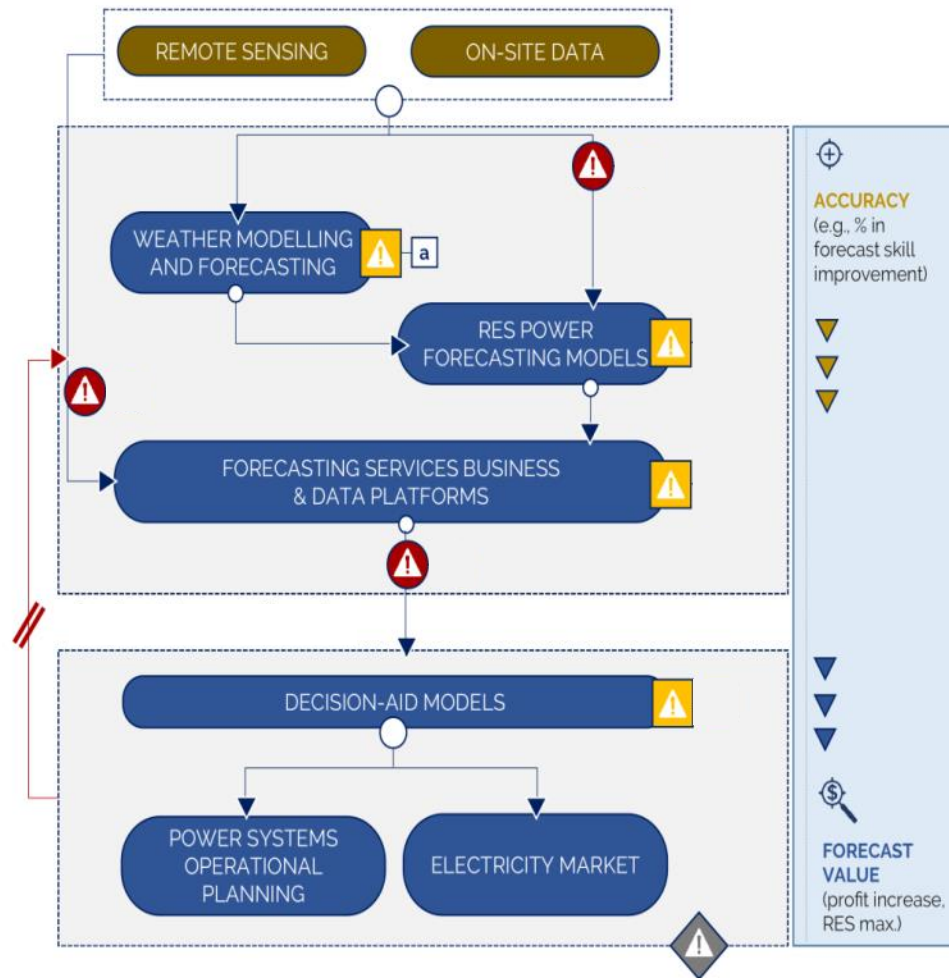 REMOTE SENSING
ON-SITE DATA
WEATHER MODELLING
AND FORECASTING
a
RES POWER
FORECASTING MODELS
FORECASTING SERVICES BUSINESS
& DATA PLATFORMS
DECISION-AID MODELS
POWER SYSTEMS
OPERATIONAL
PLANNING
ELECTRICITY MARKET
ACCURACY
(e.g., % in
forecast skill
improvement)
$
FORECAST
VALUE
(profit increase,
RES max.)